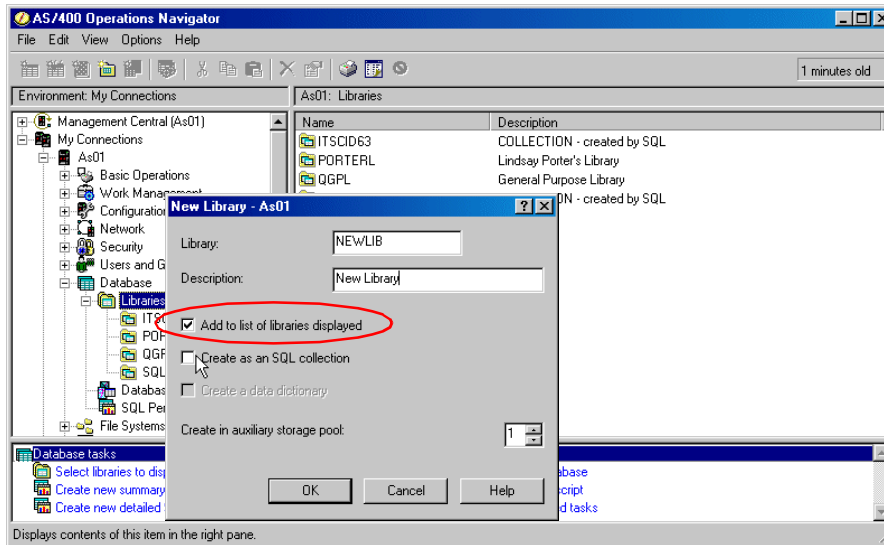 AS/400 Operations Navigator
File Edit View Options Help
1 minutes old
Environment: My Connections
As01: Libraries
Management Central (As01)
My Connections
As01
Basic Operations
Work Management
Configuration
Network
Security
Users and G
Database
Libraries
ITSC
POR
QGP
SQL
Databas
SQL Per
File Systems
Name Description
ITSCID63 COLLECTION - created by SQL
PORTERL Lindsay Porter's Library
QGPL General Purpose Library
ON - created by SQL
New Library - As01
Library: NEWLIB
Description: New Library
Add to list of libraries displayed
Create as an SQL collection
Create a data dictionary
Create in auxiliary storage pool: 1
OK Cancel Help
Database tasks
Select libraries to disp
Create new summary
Create new detailed
abase
cript
d tasks
Displays contents of this item in the right pane.